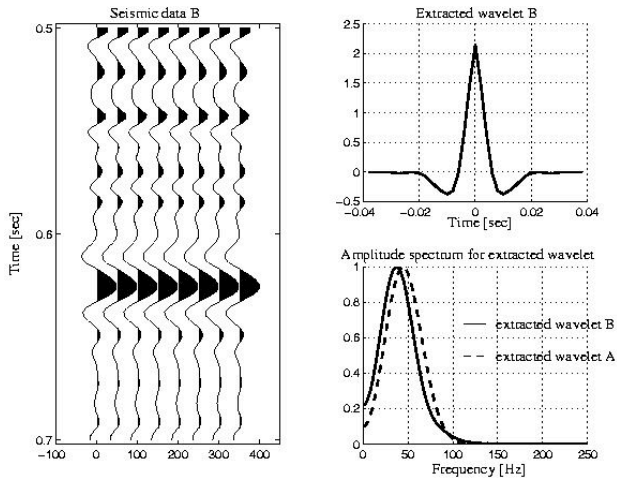 Seismic data B
0.5
0.6
0.7
Time [sec]
-100 0 100 200 300 400
Extracted wavelet B
2.5
2
1.5
1
0.5
0
-0.5
-0.04 -0.02 0 0.02 0.04
Time [sec]
Amplitude spectrum for extracted wavelet
1
0.8
0.6
0.4
0.2
0
extracted wavelet B
extracted wavelet A
0 50 100 150 200 250
Frequency [Hz]